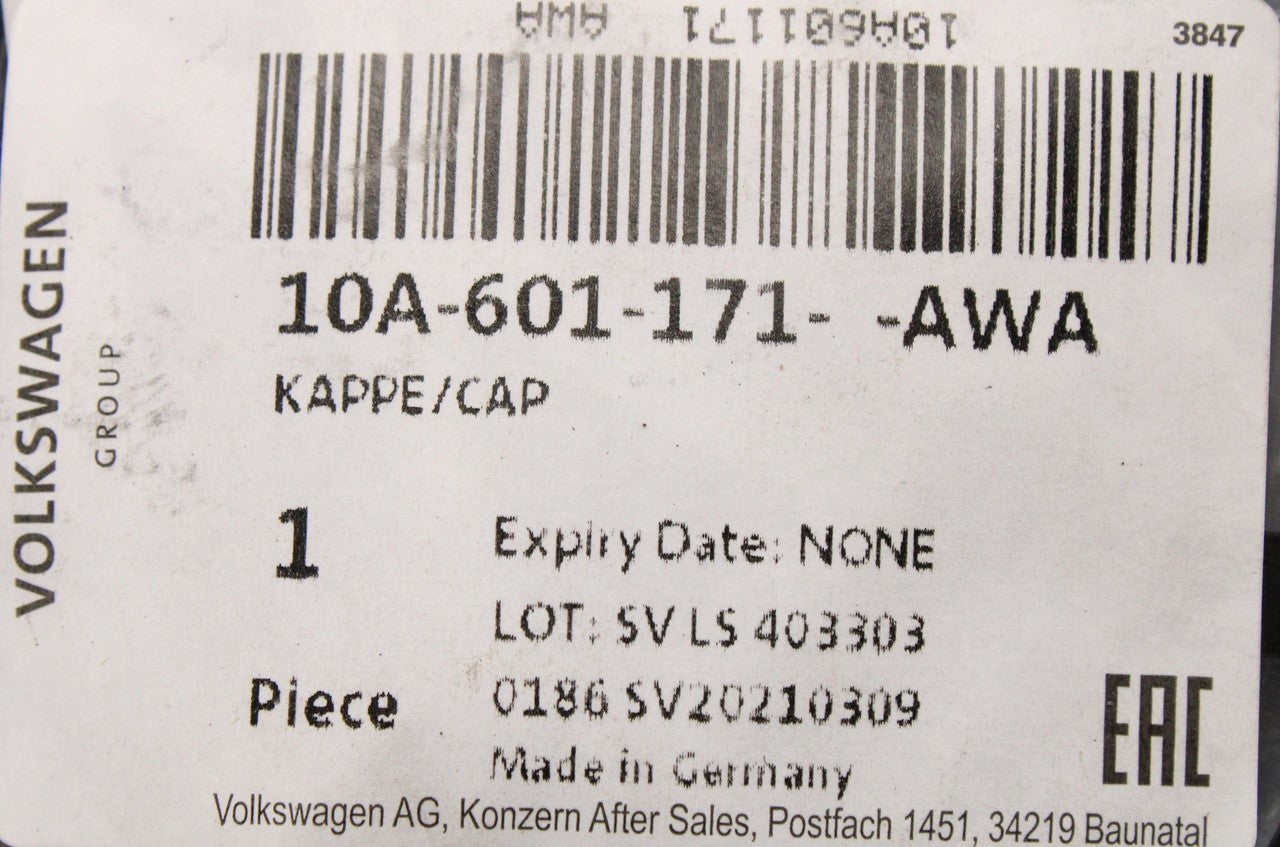 10A601171   AWA
3847
10A-601-171-  -AWA
KAPPE/CAP
VOLKSWAGEN
GROUP
1
Expiry Date: NONE
LOT: SV LS 403303
Piece
0186 SV20210309
Made in Germany
EAC
Volkswagen AG, Konzern After Sales, Postfach 1451, 34219 Baunatal